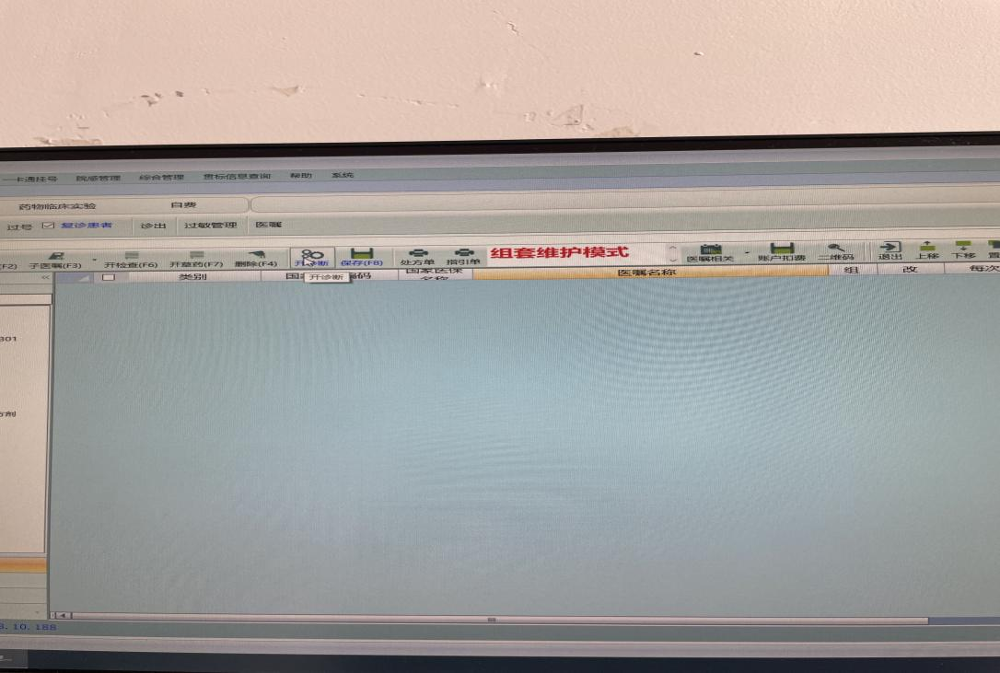 一卡通挂号 院感管理 综合管理 贯标信息查询 帮助 系统
药物临床实验 自费
过号 复诊患者 诊出 过敏管理 医嘱
(F2) 子医嘱(F3) 开检查(F6) 开草药(F7) 删除(F4) 开诊断 保存(F8) 处方单 指引单 组套维护模式 医嘱相关 账户扣费 二维码 退出 上移 下移
类别 国 编码 国家医保名称 医嘱名称 组 改 每次
开诊断
301
方剂
3.10.188